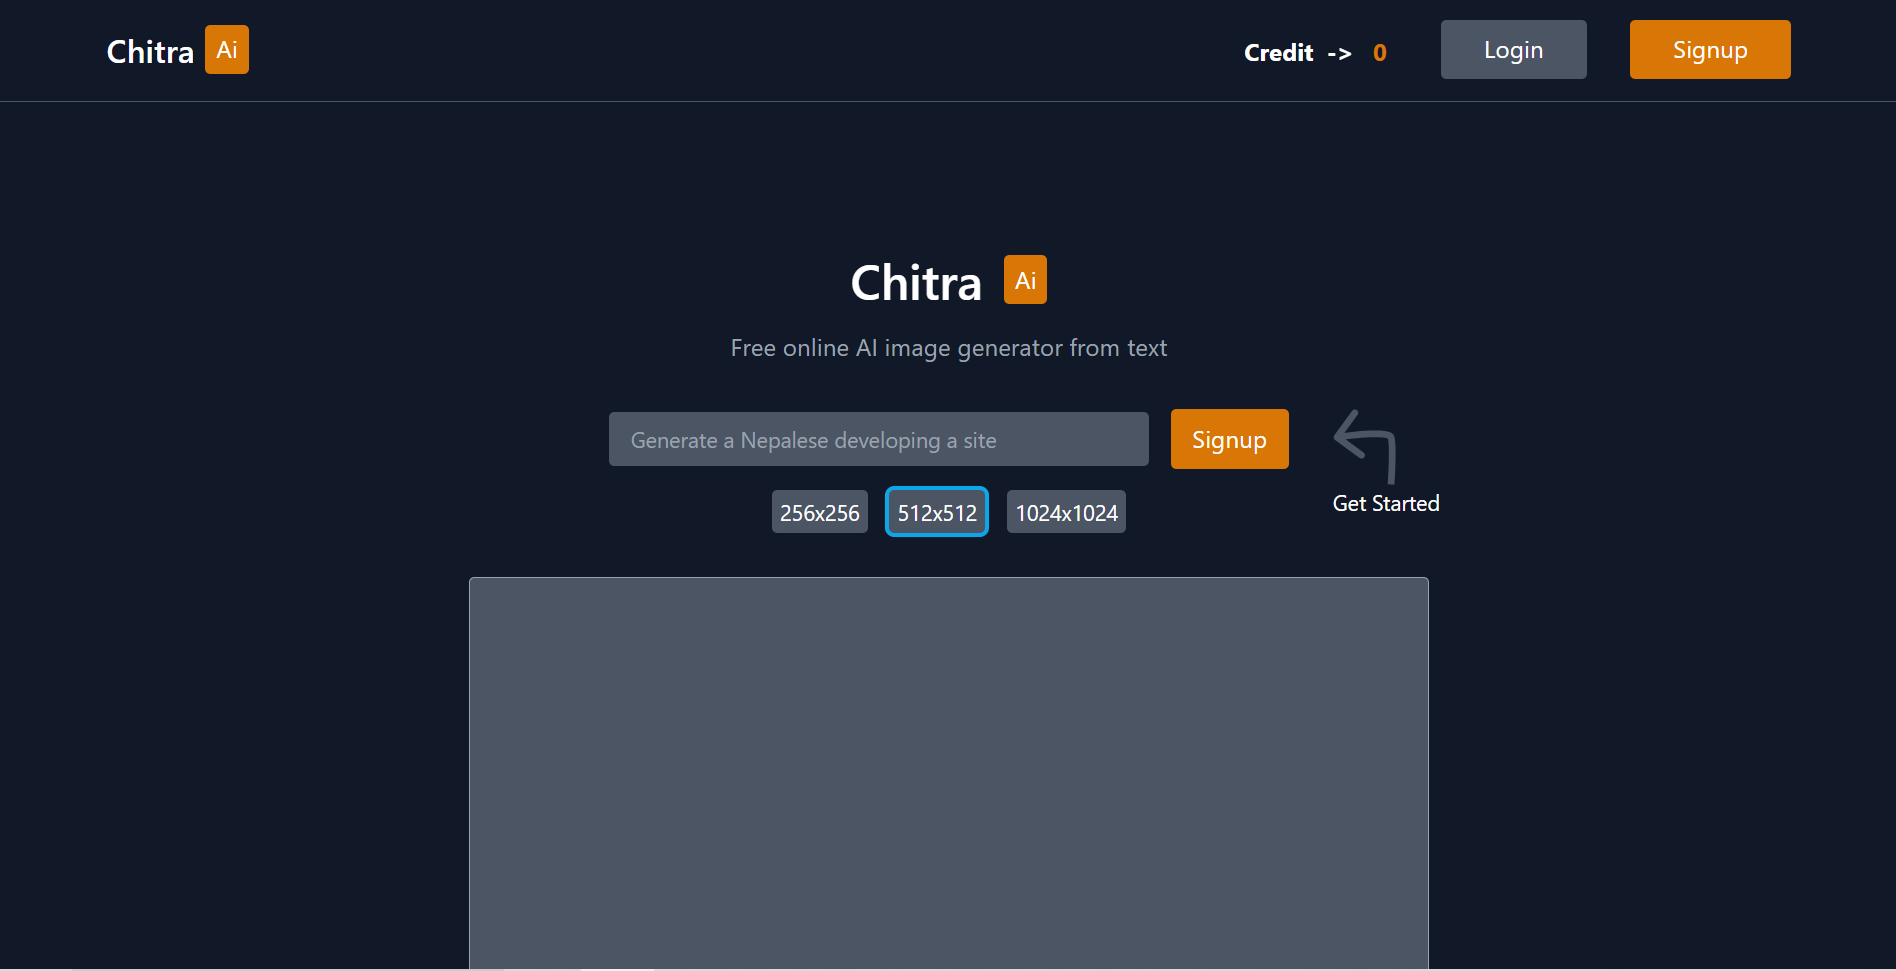 Chitra Ai
Credit -> 0
Login
Signup
Chitra Ai
Free online AI image generator from text
Generate a Nepalese developing a site
Signup
Get Started
256x256
512x512
1024x1024